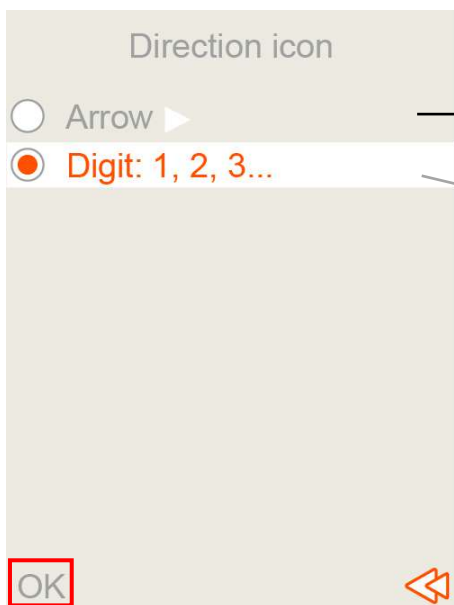 Direction icon
Arrow
Digit: 1, 2, 3...
OK